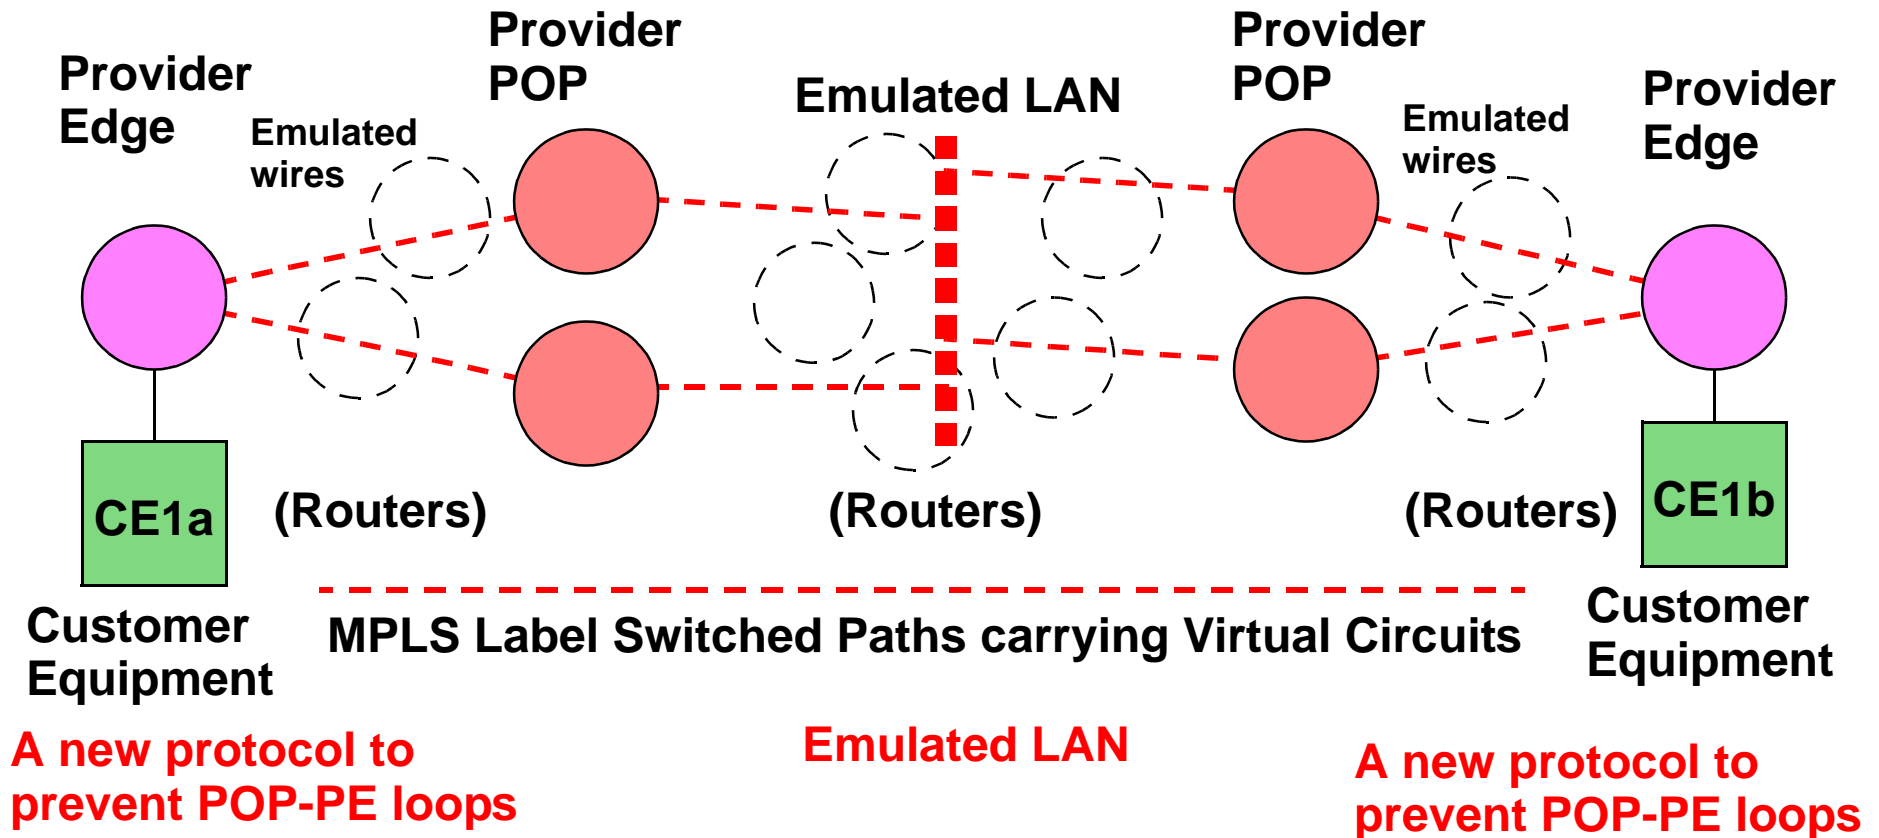 Provider
POP
Provider
POP
Provider
Edge
Emulated LAN
Provider
Edge
Emulated
wires
Emulated
wires
CE1a
(Routers)
(Routers)
(Routers)
CE1b
Customer
Equipment
MPLS Label Switched Paths carrying Virtual Circuits
Customer
Equipment
A new protocol to
prevent POP-PE loops
Emulated LAN
A new protocol to
prevent POP-PE loops